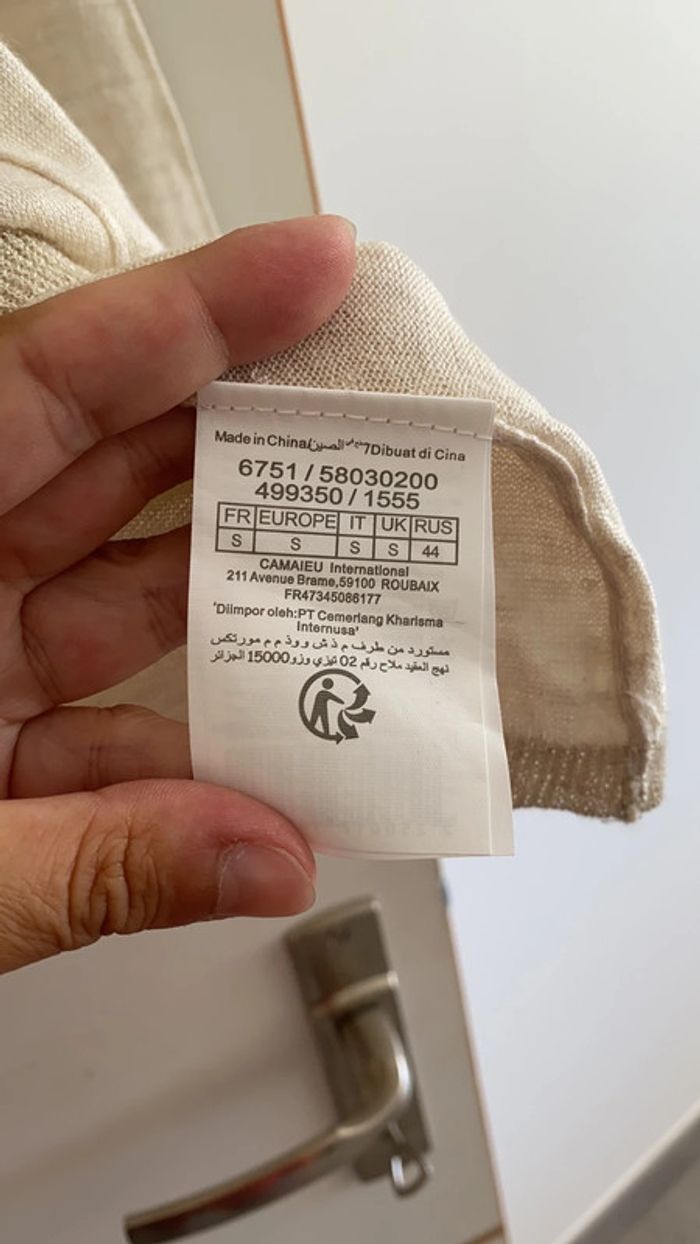 Made in China/صنع في الصين/Dibuat di Cina
6751 / 58030200
499350 / 1555
FR EUROPE IT UK RUS
S S S S 44
CAMAIEU International
211 Avenue Brame,59100 ROUBAIX
FR47345086177
'Diimpor oleh:PT Cemerlang Kharisma
Internusa'
مستورد من طرف م ذ ش و و ذ م م مورتكس
نهج العقيد ملاح رقم 02 تيزي وزو 15000 الجزائر